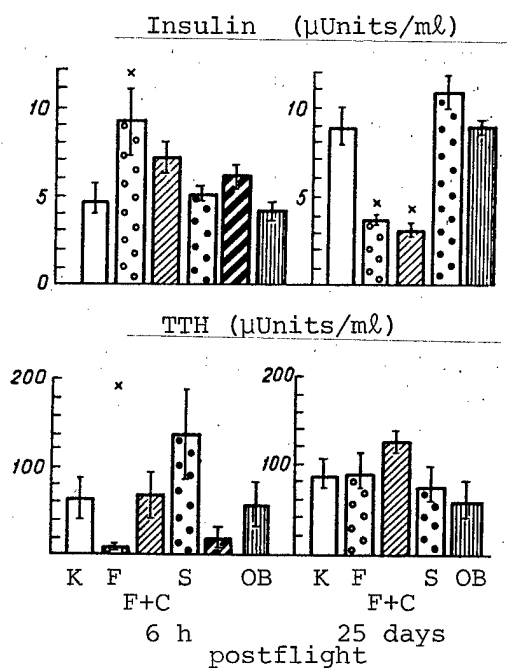 Insulin (µUnits/mℓ)
×
10
5
0
10
5
0
×
×
TTH (µUnits/mℓ)
200
100
×
200
100
K F S OB
F+C
6 h
K F S OB
F+C
25 days
postflight